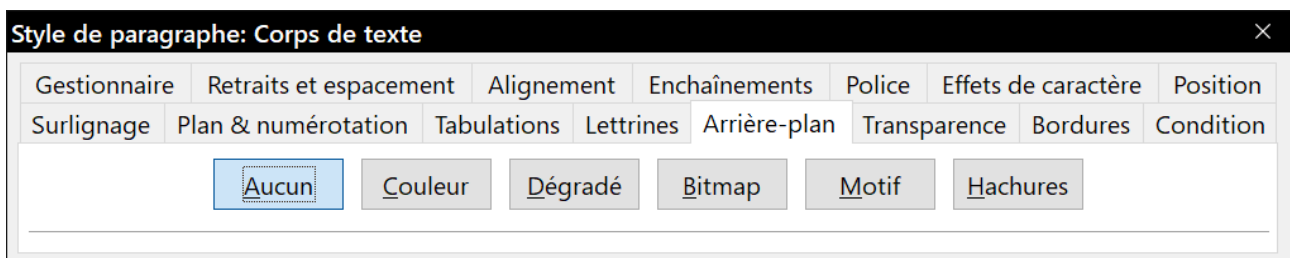 Style de paragraphe: Corps de texte
Gestionnaire Retraits et espacement Alignement Enchaînements Police Effets de caractère Position
Surlignage Plan & numérotation Tabulations Lettrines Arrière-plan Transparence Bordures Condition
Aucun Couleur Dégradé Bitmap Motif Hachures